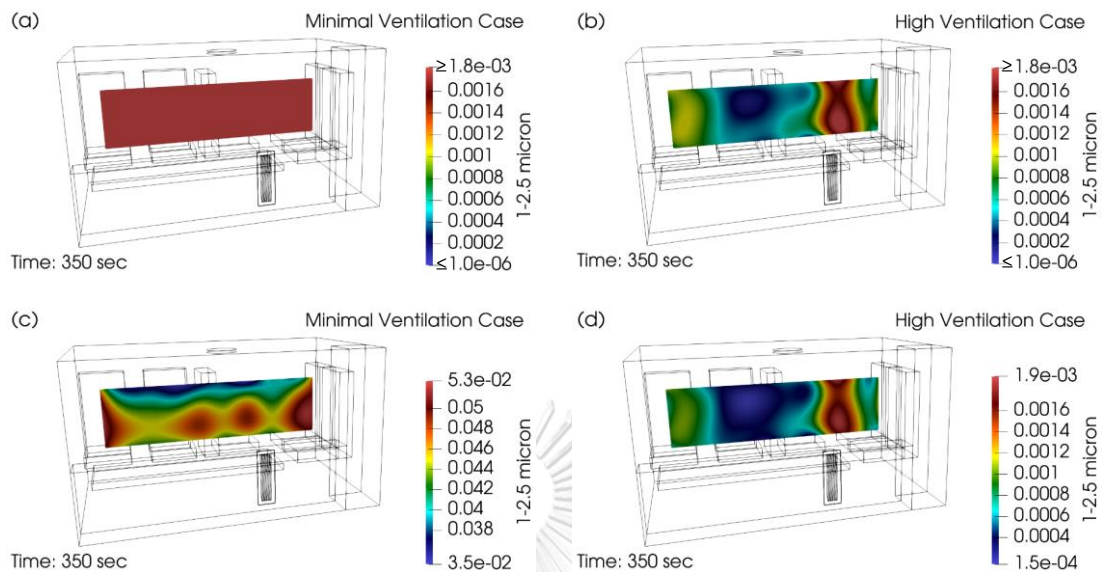 (a)
Minimal Ventilation Case
≥1.8e-03
0.0016
0.0014
0.0012
0.001
0.0008
0.0006
0.0004
0.0002
≤1.0e-06
1-2.5 micron
Time: 350 sec
(b)
High Ventilation Case
≥1.8e-03
0.0016
0.0014
0.0012
0.001
0.0008
0.0006
0.0004
0.0002
≤1.0e-06
1-2.5 micron
Time: 350 sec
(c)
Minimal Ventilation Case
5.3e-02
0.05
0.048
0.046
0.044
0.042
0.04
0.038
3.5e-02
1-2.5 micron
Time: 350 sec
(d)
High Ventilation Case
1.9e-03
0.0016
0.0014
0.0012
0.001
0.0008
0.0006
0.0004
1.5e-04
1-2.5 micron
Time: 350 sec